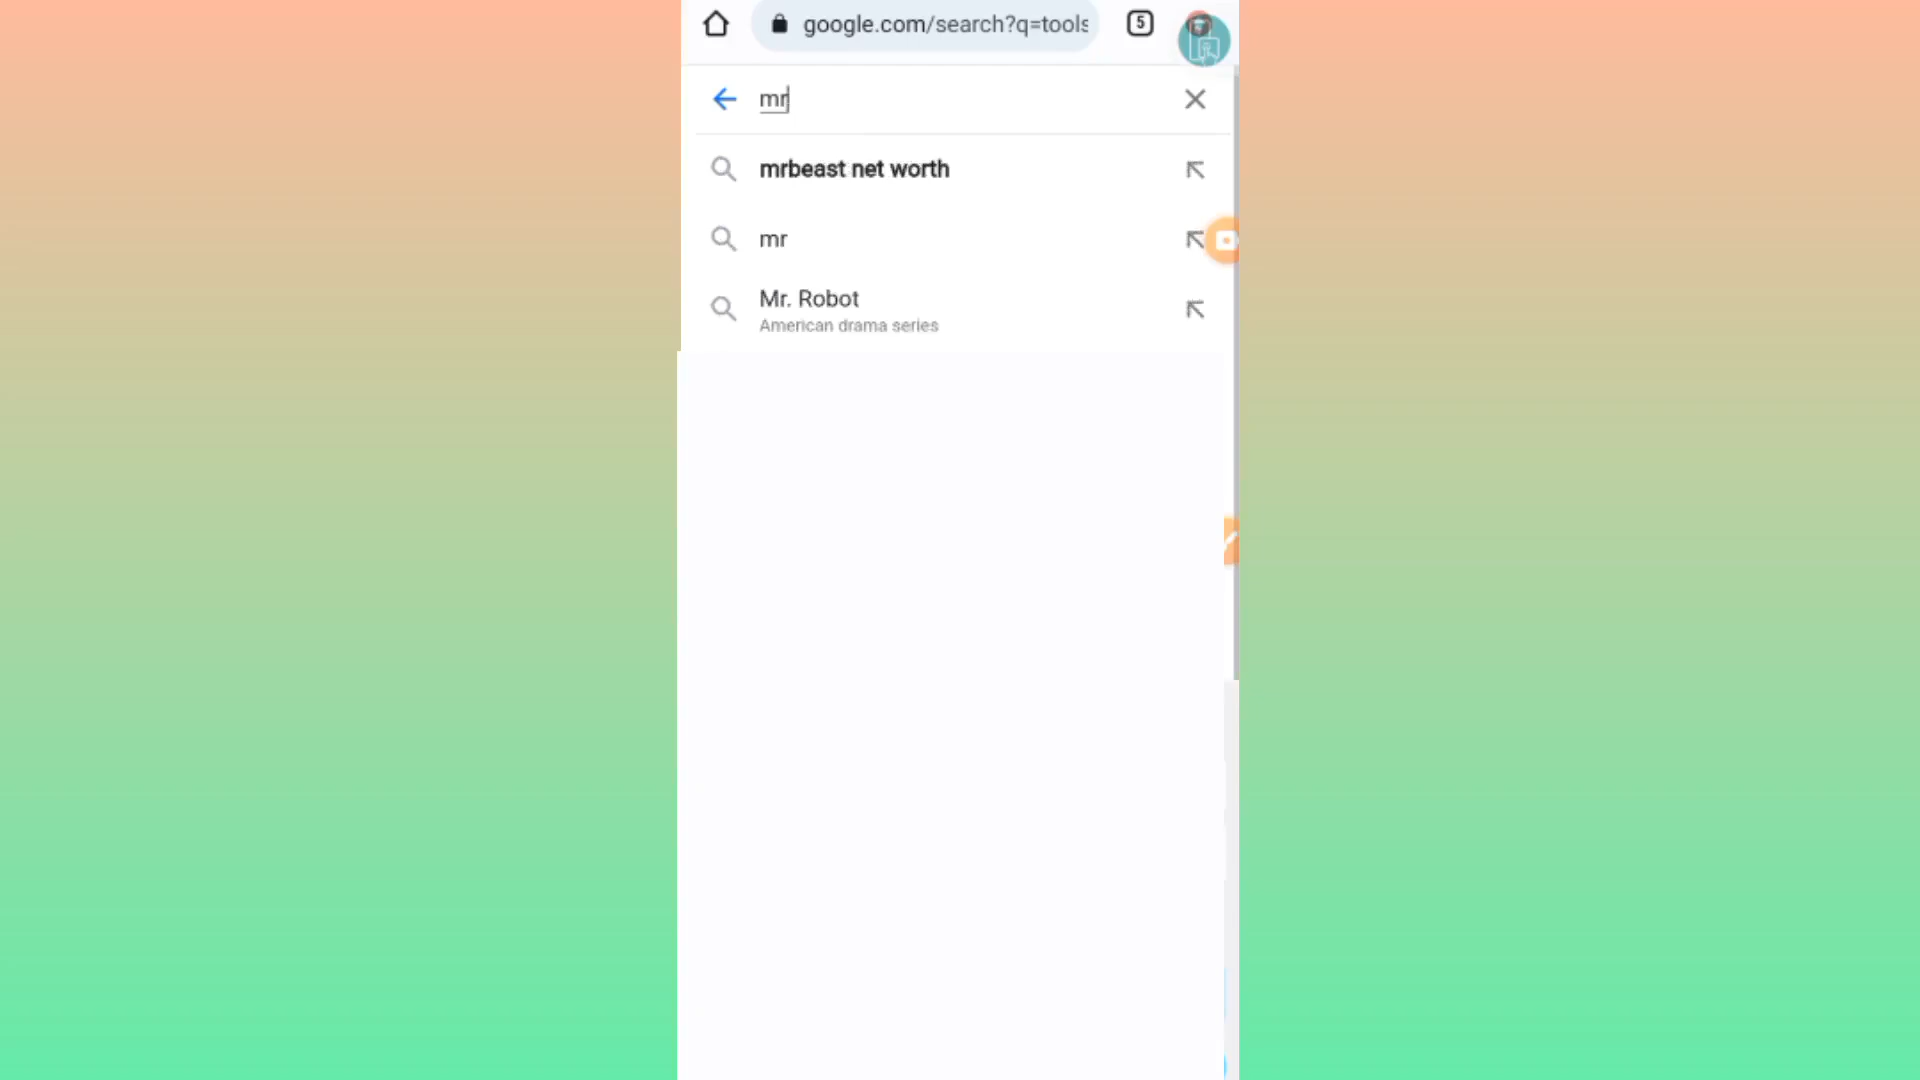 google.com/search?q=tools
5
mr
mrbeast net worth
mr
Mr. Robot
American drama series